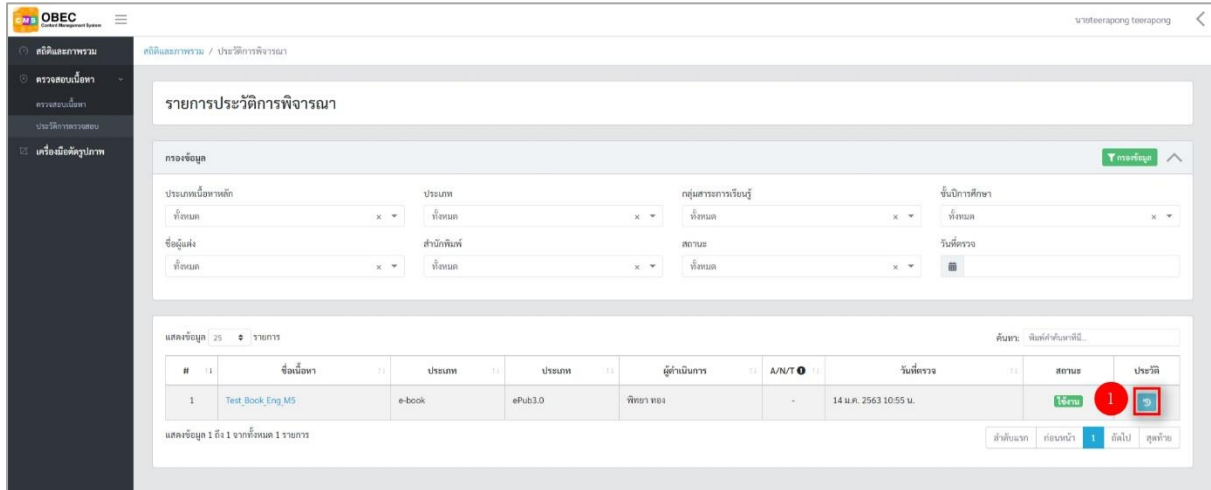 CMS OBEC
Content Management System
นายteerapong teerapong
สถิติและภาพรวม
สถิติและภาพรวม / ประวัติการพิจารณา
ตรวจสอบเนื้อหา
ตรวจสอบเนื้อหา
ประวัติการตรวจสอบ
เครื่องมือตัดรูปภาพ
รายการประวัติการพิจารณา
กรองข้อมูล กรองข้อมูล
ประเภทเนื้อหาหลัก ประเภท กลุ่มสาระการเรียนรู้ ชั้นปีการศึกษา
ทั้งหมด × ทั้งหมด × ทั้งหมด × ทั้งหมด ×
ชื่อผู้แต่ง สำนักพิมพ์ สถานะ วันที่ตรวจ
ทั้งหมด × ทั้งหมด × ทั้งหมด ×
แสดงข้อมูล 25 รายการ ค้นหา: พิมพ์คำค้นหาที่นี่...
# ชื่อเนื้อหา ประเภท ประเภท ผู้ดำเนินการ A/N/T วันที่ตรวจ สถานะ ประวัติ
1 Test_Book_Eng_M5 e-book ePub3.0 พิทยา ทอง - 14 ม.ค. 2563 10:55 น. ใช้งาน 1
แสดงข้อมูล 1 ถึง 1 จากทั้งหมด 1 รายการ ลำดับแรก ก่อนหน้า 1 ถัดไป สุดท้าย